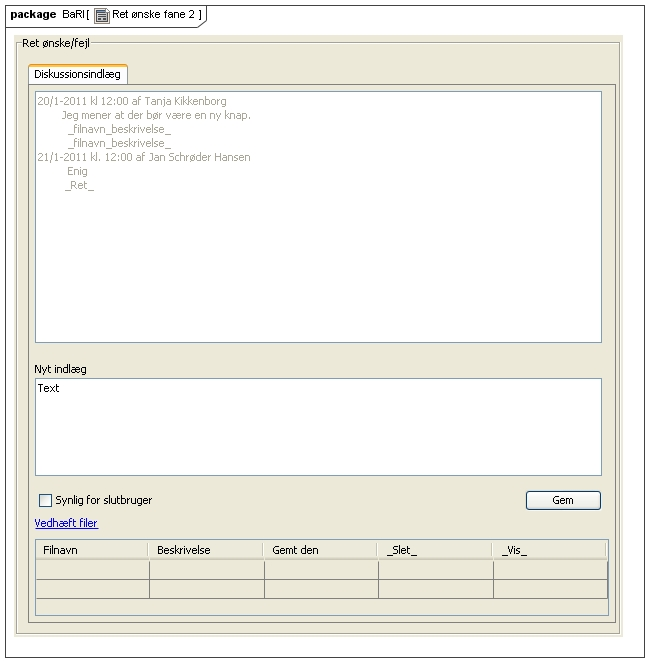 package BaRI[ Ret ønske fane 2 ]
Ret ønske/fejl
Diskussionsindlæg
20/1-2011 kl 12:00 af Tanja Kikkenborg
Jeg mener at der bør være en ny knap.
_filnavn_beskrivelse_
_filnavn_beskrivelse_
21/1-2011 kl. 12:00 af Jan Schrøder Hansen
Enig
_Ret_
Nyt indlæg
Text
Synlig for slutbruger Gem
Vedhæft filer
Filnavn Beskrivelse Gemt den _Slet_ _Vis_